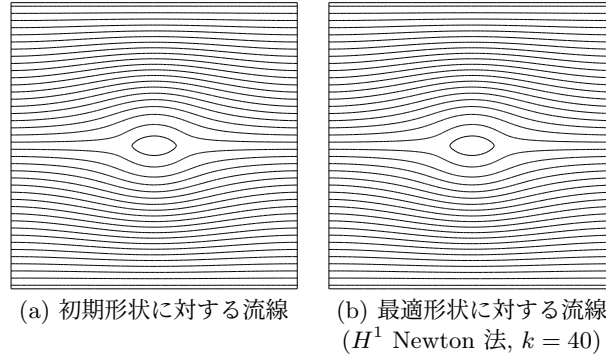 (a) 初期形状に対する流線
(b) 最適形状に対する流線
(H¹ Newton 法, k = 40)